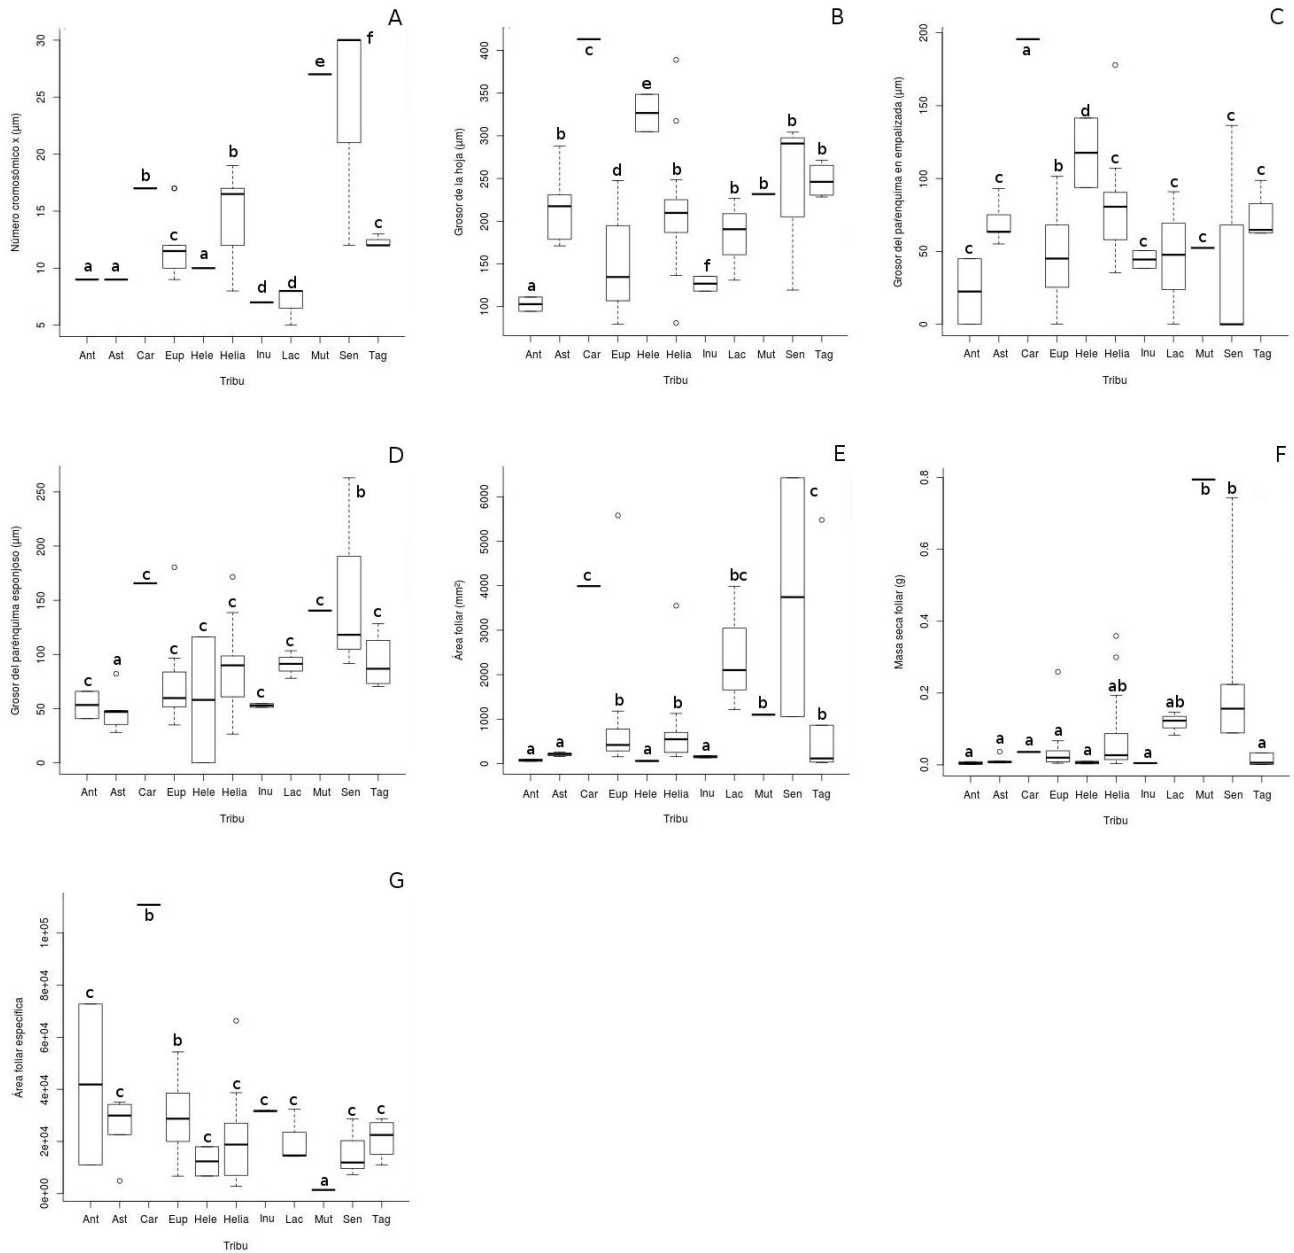 A
Número cromosómico x (µm)
30
25
20
15
10
5
a a b c a b d d e f c
Ant Ast Car Eup Hele Helia Inu Lac Mut Sen Tag
Tribu
B
Grosor de la hoja (µm)
400
350
300
250
200
150
100
a b c d e b f b b b b
Ant Ast Car Eup Hele Helia Inu Lac Mut Sen Tag
Tribu
C
Grosor del parénquima en empalizada (µm)
200
150
100
50
0
c c a b d c c c c c c
Ant Ast Car Eup Hele Helia Inu Lac Mut Sen Tag
Tribu
D
Grosor del parénquima esponjoso (µm)
250
200
150
100
50
0
c a c c c c c c c b c
Ant Ast Car Eup Hele Helia Inu Lac Mut Sen Tag
Tribu
E
Área foliar (mm²)
6000
5000
4000
3000
2000
1000
0
a a c b a b a bc b c b
Ant Ast Car Eup Hele Helia Inu Lac Mut Sen Tag
Tribu
F
Masa seca foliar (g)
0.8
0.6
0.4
0.2
0.0
a a a a a ab a ab b b a
Ant Ast Car Eup Hele Helia Inu Lac Mut Sen Tag
Tribu
G
Área foliar específica
1e+05
8e+04
6e+04
4e+04
2e+04
0e+00
c c b b c c c c a c c
Ant Ast Car Eup Hele Helia Inu Lac Mut Sen Tag
Tribu